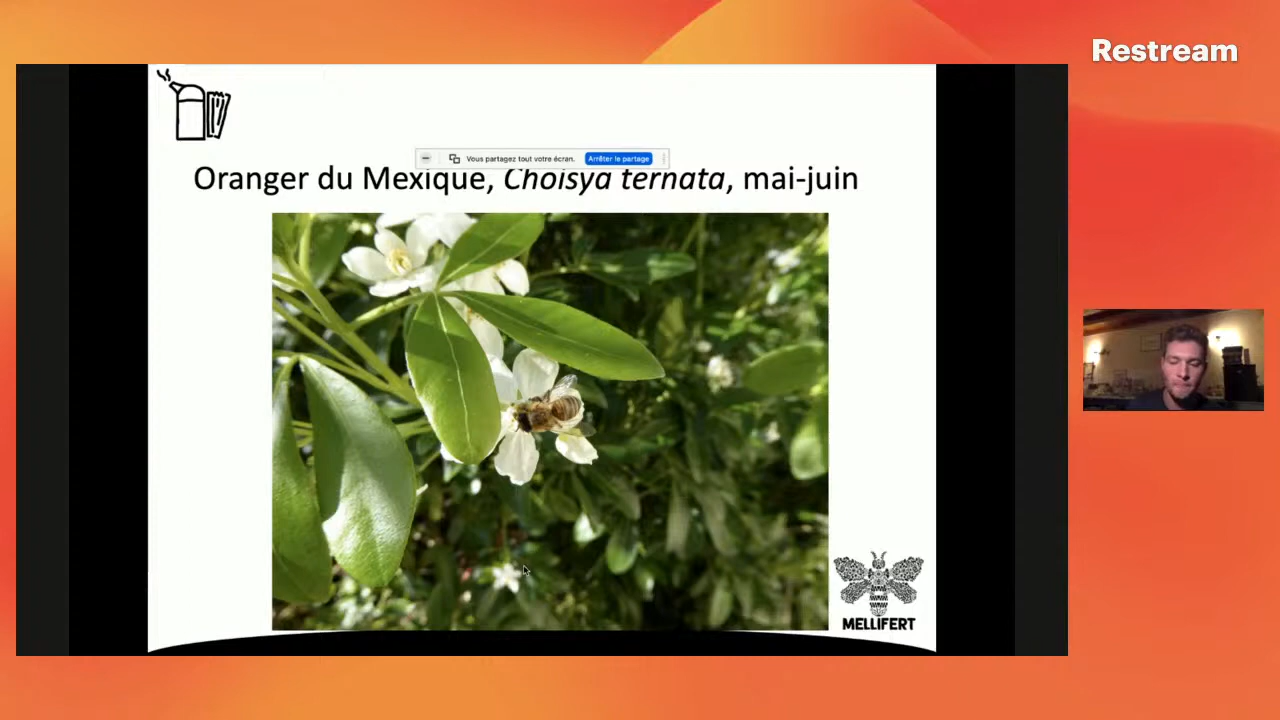 Restream
Vous partagez tout votre écran. Arrêter le partage
Oranger du Mexique, Choisya ternata, mai-juin
MELLIFERT